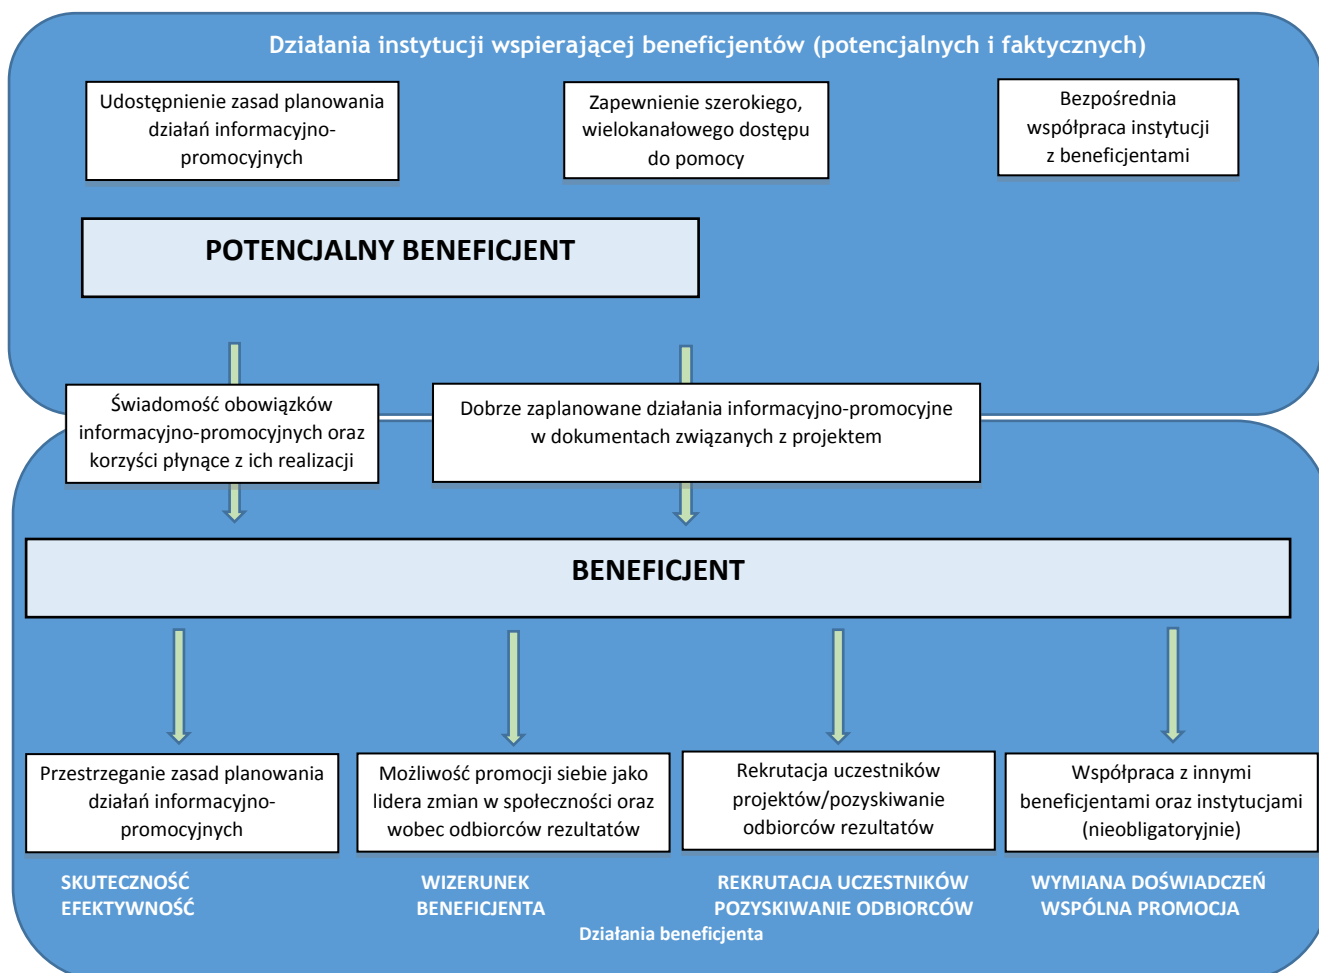 Działania instytucji wspierającej beneficjentów (potencjalnych i faktycznych)
Udostępnienie zasad planowania
działań informacyjno-
promocyjnych
Zapewnienie szerokiego,
wielokanałowego dostępu
do pomocy
Bezpośrednia
współpraca instytucji
z beneficjentami
POTENCJALNY BENEFICJENT
Świadomość obowiązków
informacyjno-promocyjnych oraz
korzyści płynące z ich realizacji
Dobrze zaplanowane działania informacyjno-promocyjne
w dokumentach związanych z projektem
BENEFICJENT
Przestrzeganie zasad planowania
działań informacyjno-
promocyjnych
Możliwość promocji siebie jako
lidera zmian w społeczności oraz
wobec odbiorców rezultatów
Rekrutacja uczestników
projektów/pozyskiwanie
odbiorców rezultatów
Współpraca z innymi
beneficjentami oraz instytucjami
(nieobligatoryjnie)
SKUTECZNOŚĆ
EFEKTYWNOŚĆ
WIZERUNEK
BENEFICJENTA
REKRUTACJA UCZESTNIKÓW
POZYSKIWANIE ODBIORCÓW
WYMIANA DOŚWIADCZEŃ
WSPÓLNA PROMOCJA
Działania beneficjenta